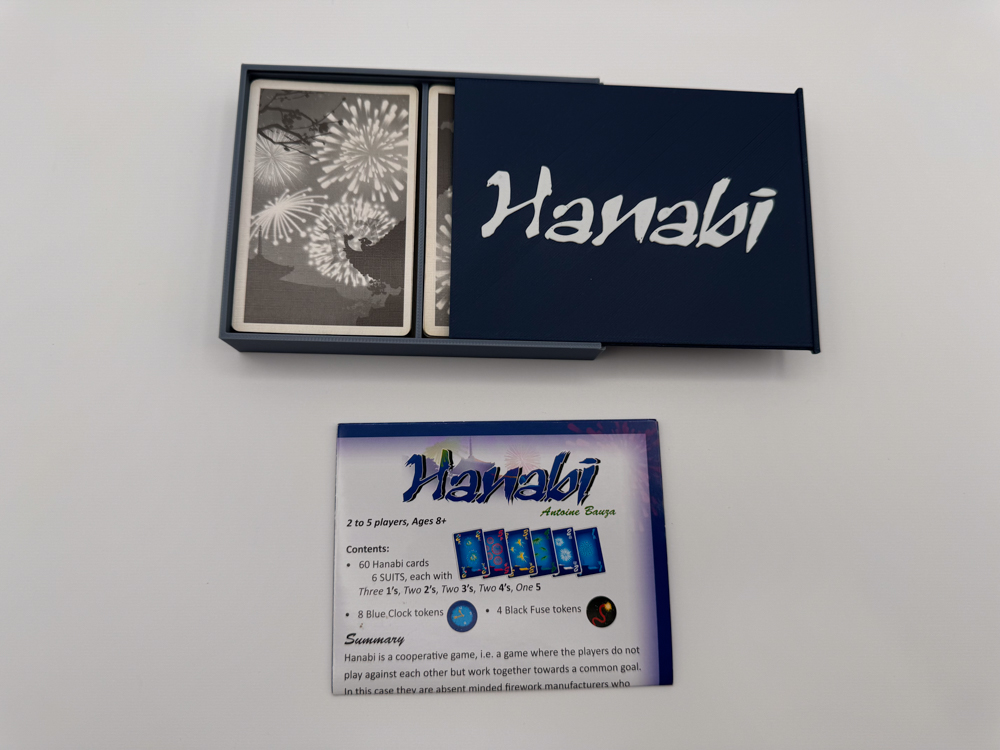 Hanabi
Hanabi
Antoine Bauza
2 to 5 players, Ages 8+
Contents:
• 60 Hanabi cards
6 SUITS, each with
Three 1's, Two 2's, Two 3's, Two 4's, One 5
• 8 Blue Clock tokens
• 4 Black Fuse tokens
Summary
Hanabi is a cooperative game, i.e. a game where the players do not
play against each other but work together towards a common goal.
In this case they are absent minded firework manufacturers who